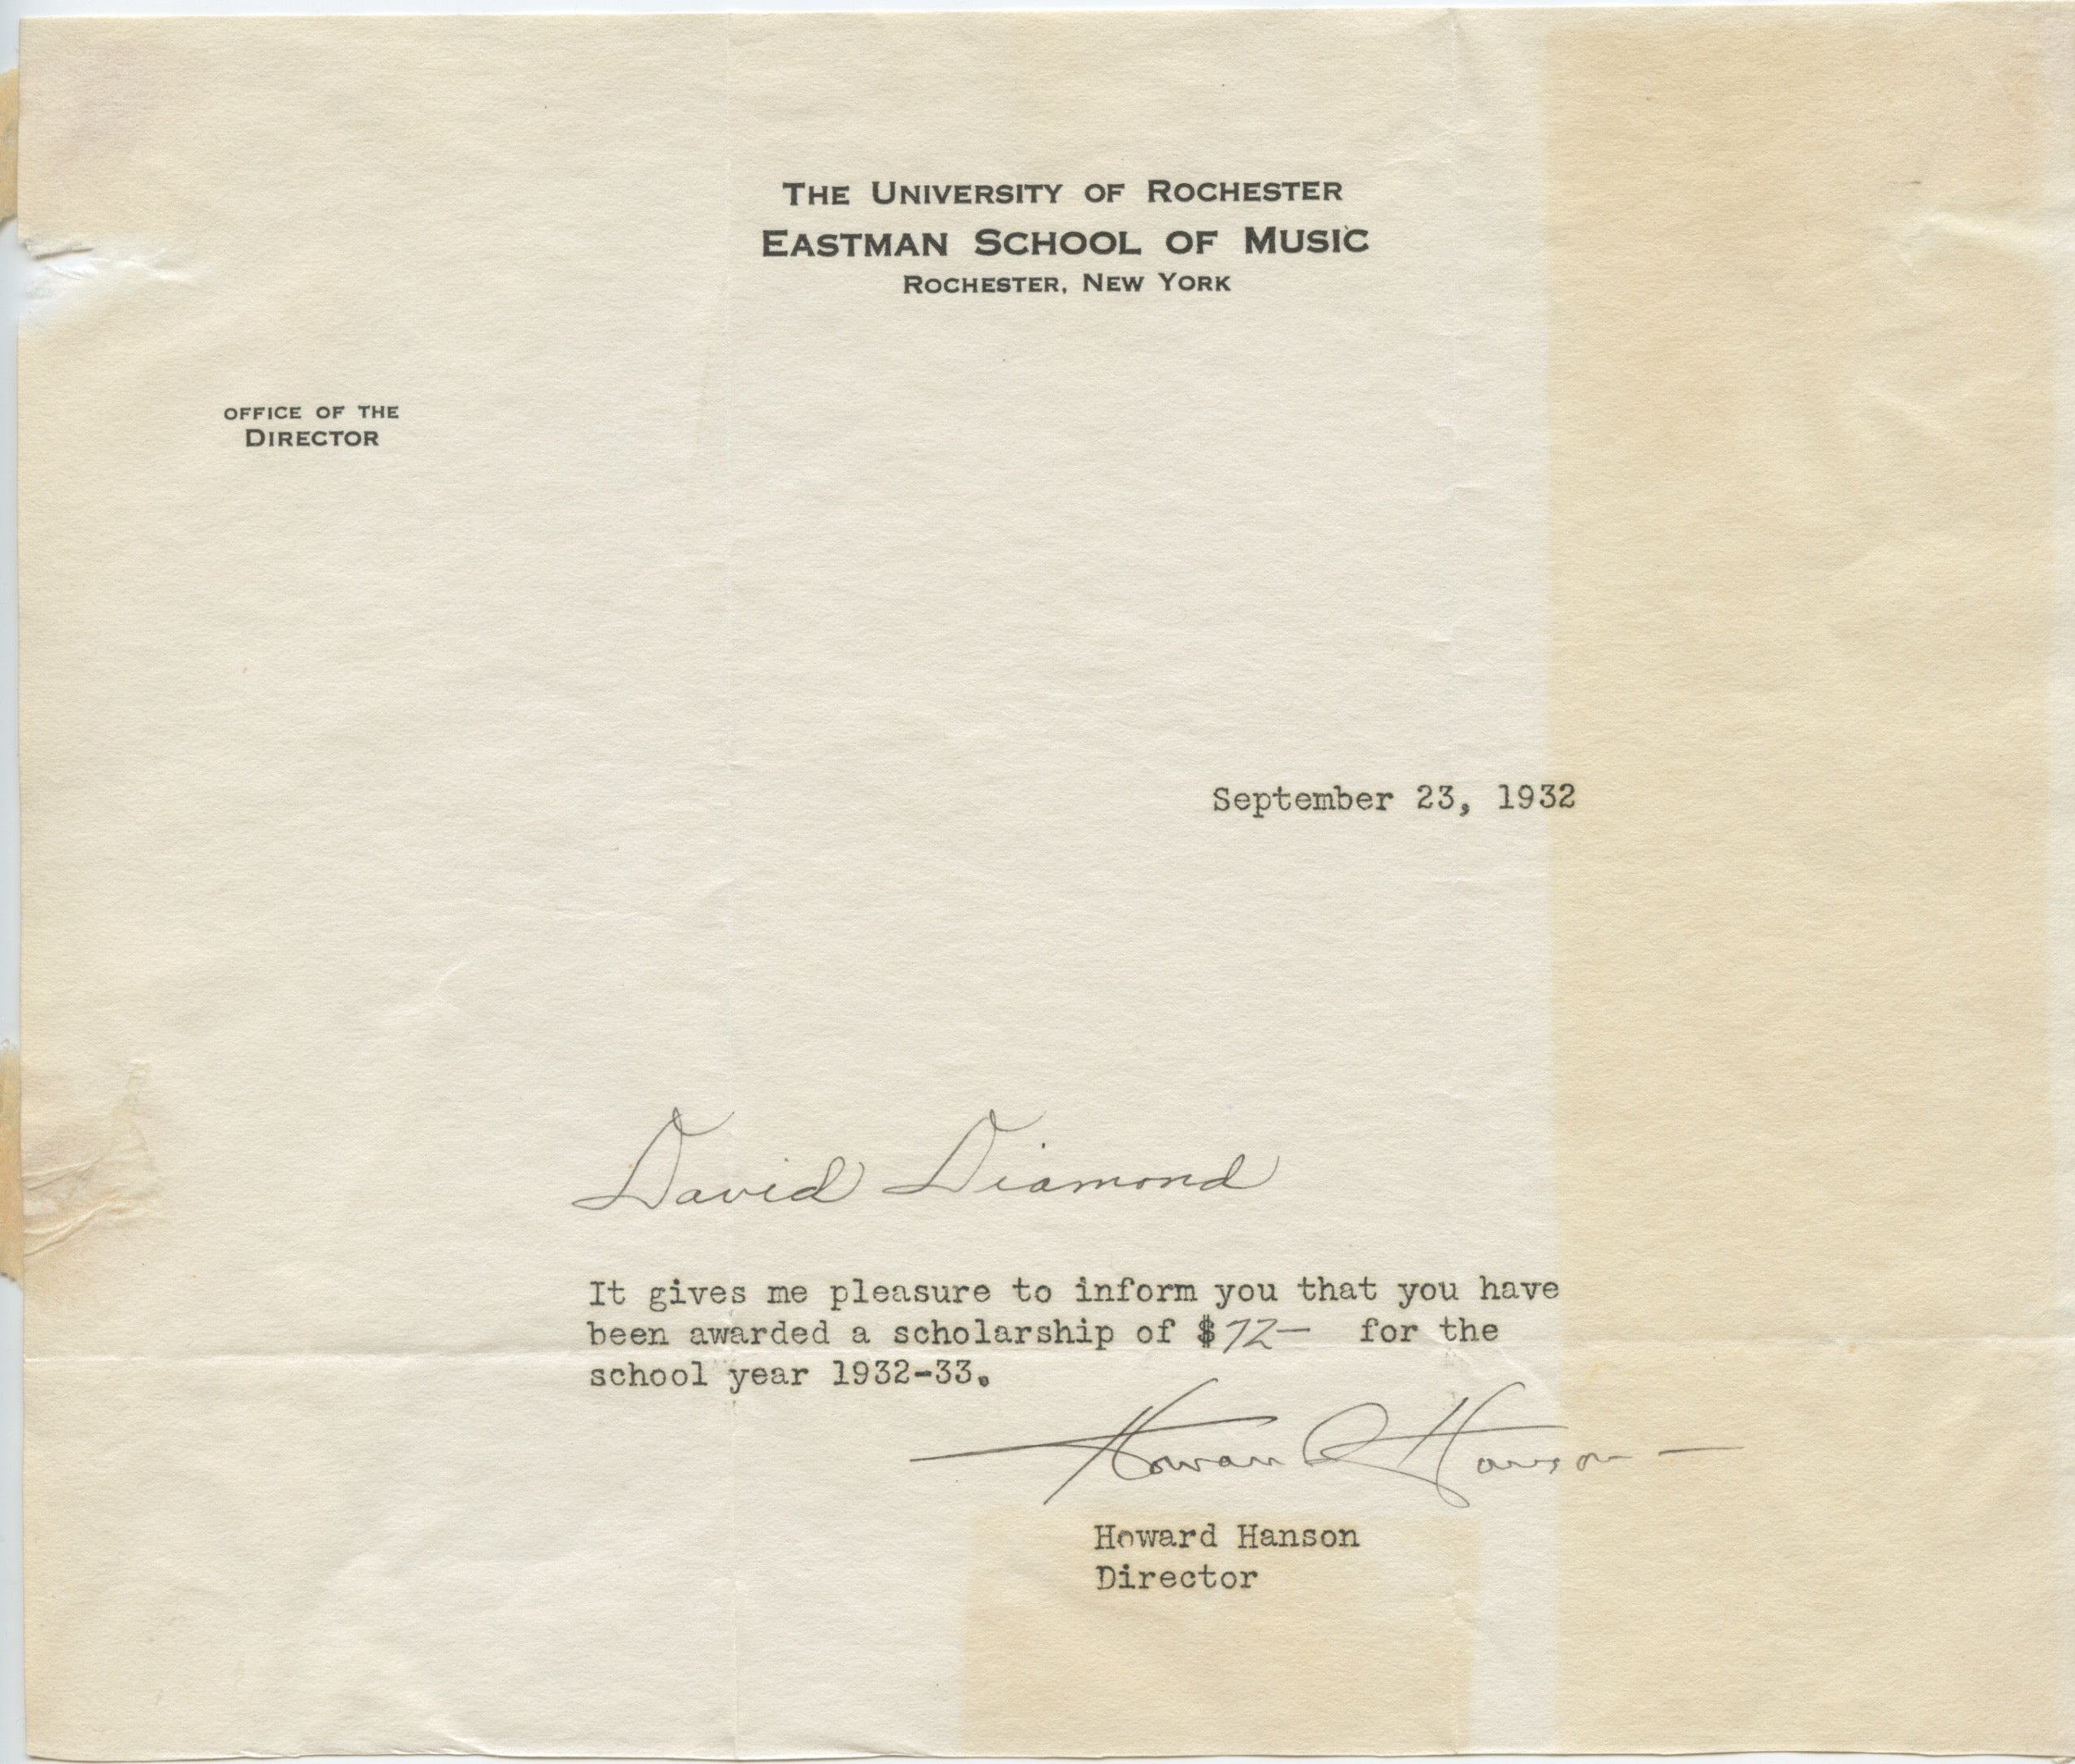 THE UNIVERSITY OF ROCHESTER
EASTMAN SCHOOL OF MUSIC
ROCHESTER, NEW YORK
OFFICE OF THE
DIRECTOR
September 23, 1932
David Diamond
It gives me pleasure to inform you that you have
been awarded a scholarship of $72— for the
school year 1932-33.
Howard Hanson
Howard Hanson
Director